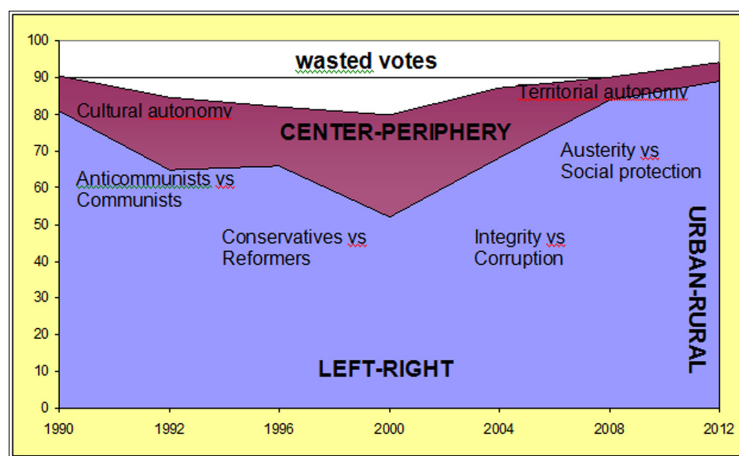 100
90
80
70
60
50
40
30
20
10
0
wasted votes
Cultural autonomy
Territorial autonomy
CENTER-PERIPHERY
Anticommunists vs
Communists
Austerity vs
Social protection
Conservatives vs
Reformers
Integrity vs
Corruption
URBAN-RURAL
LEFT-RIGHT
1990 1992 1996 2000 2004 2008 2012